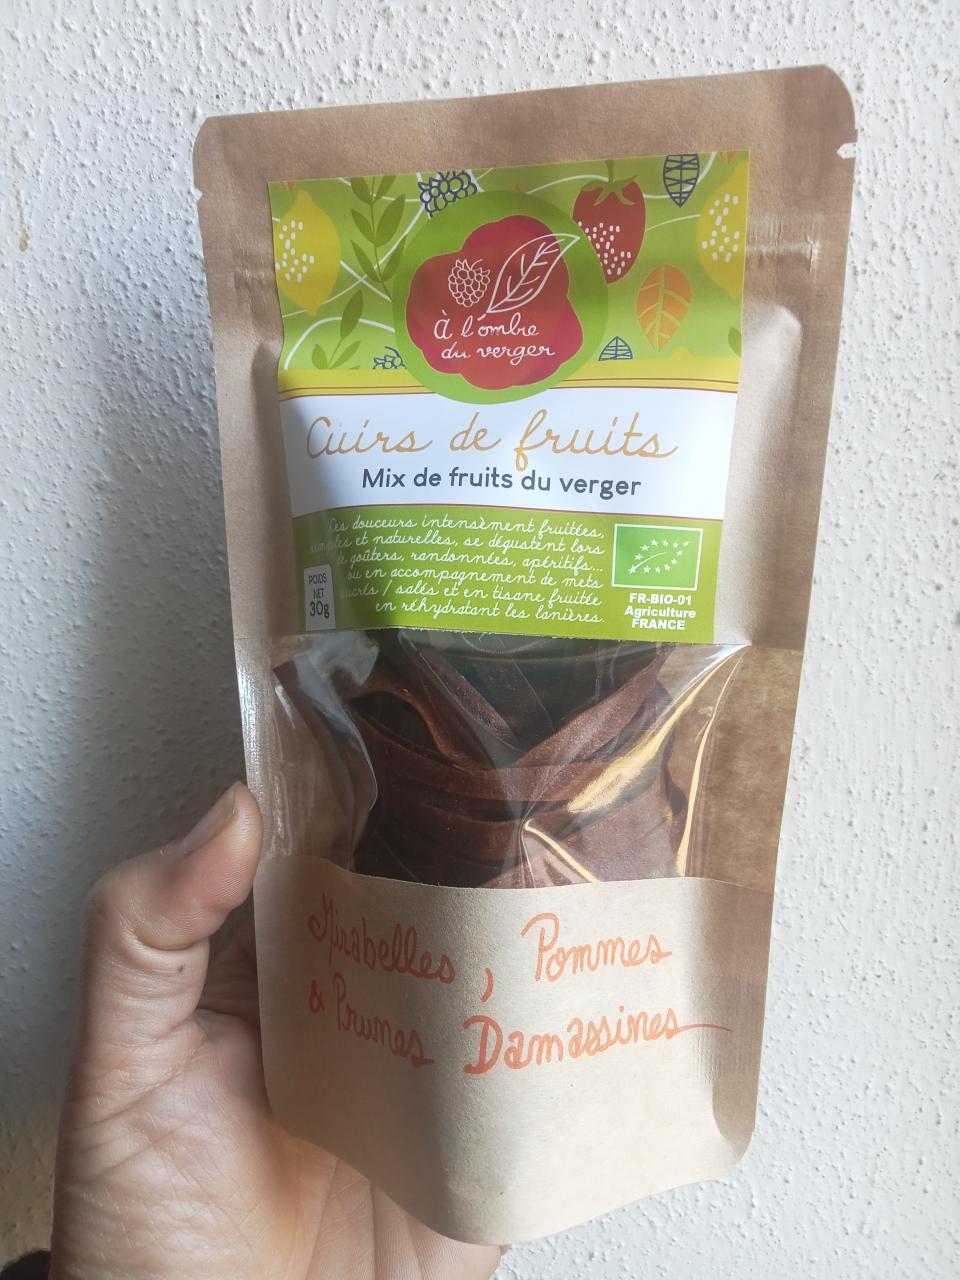 À l'ombre
du verger
Cuirs de fruits
Mix de fruits du verger
Ces douceurs intensèment fruitées,
simples et naturelles, se dégustent lors
de goûters, randonnées, apéritifs...
ou en accompagnement de mets
sucrés / salés et en tisane fruitée
en réhydratant les lanières.
POIDS
NET
30g
FR-BIO-01
Agriculture
FRANCE
Mirabelles, Pommes
& Prunes Damassines